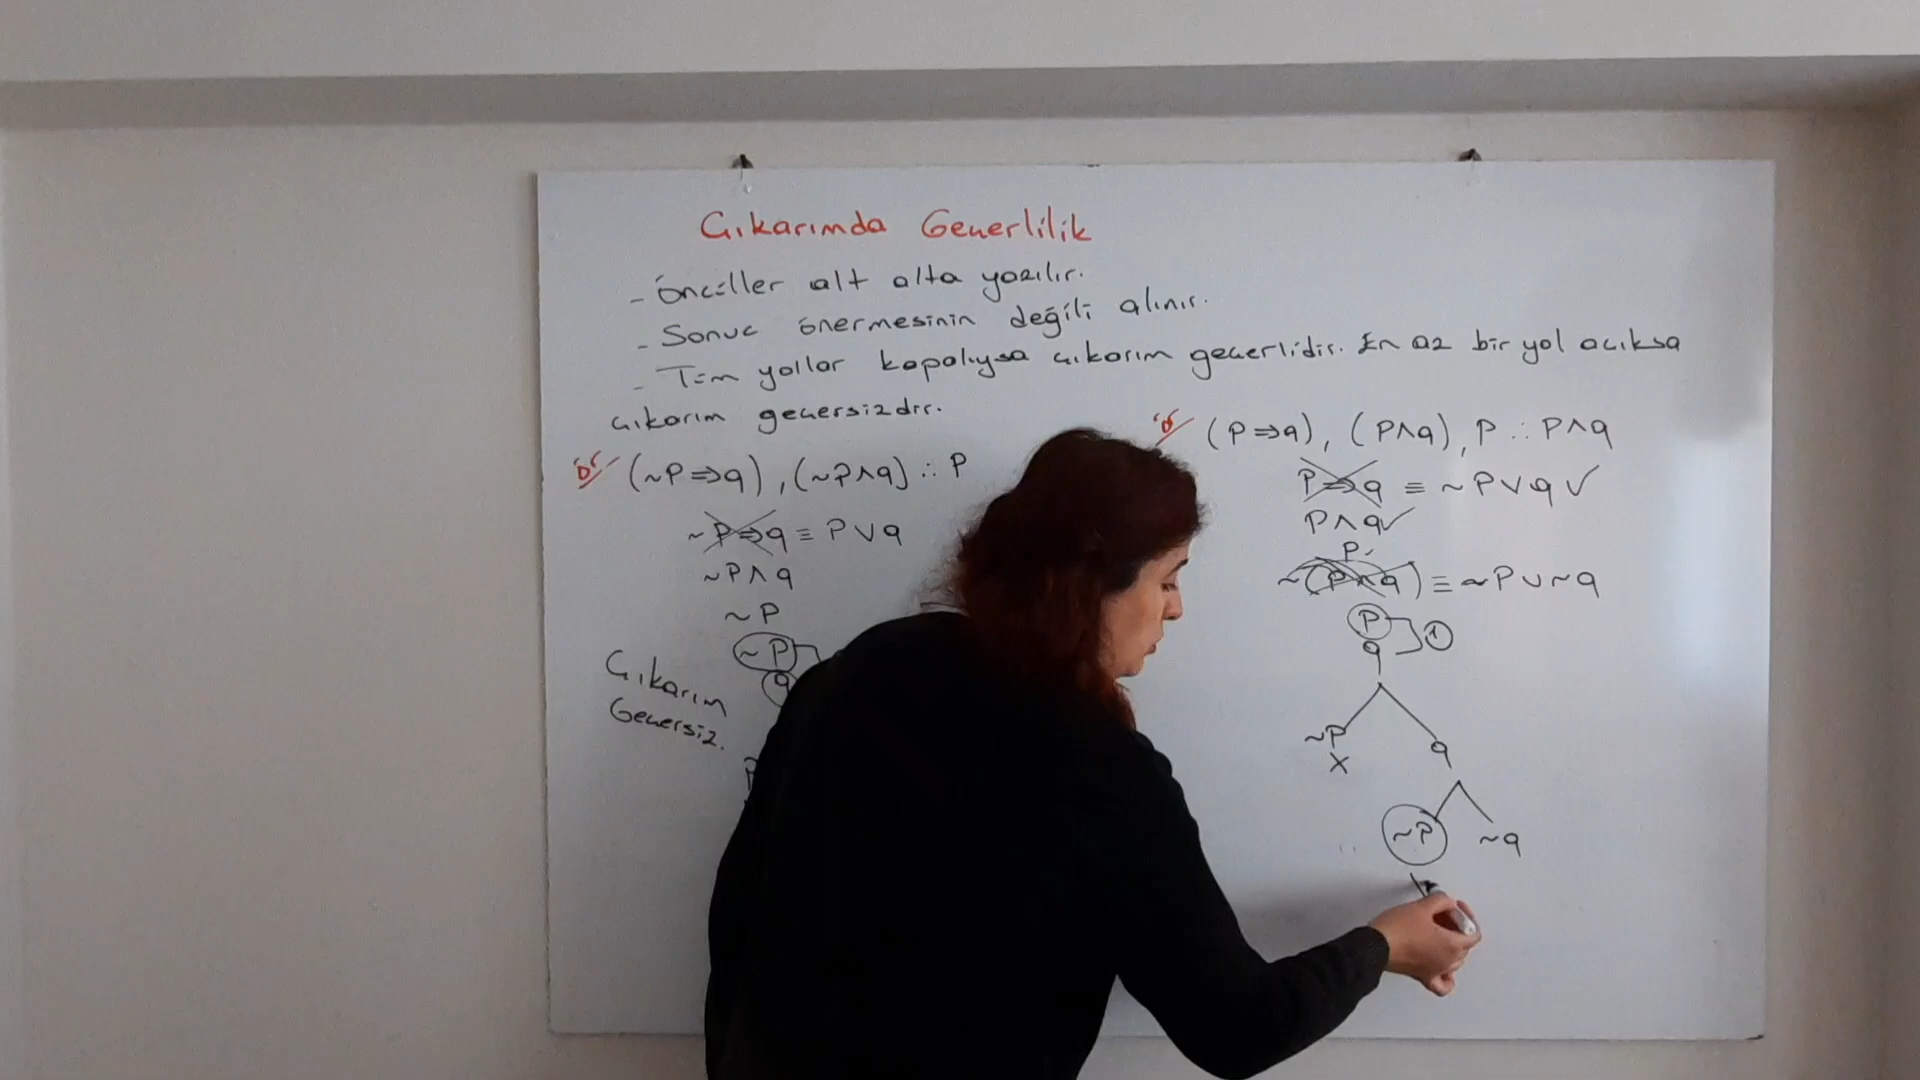 Çıkarımda Geçerlilik
- Öncüller alt alta yazılır.
- Sonuç önermesinin değili alınır.
- Tüm yollar kapalıysa çıkarım geçerlidir. En az bir yol açıksa
çıkarım geçersizdir.
ör (~P⇒q), (~P∧q) ∴ P
~P⇒q ≡ P∨q
~P∧q
~P
~P
q
Çıkarım
Geçersiz.
P
ör (P⇒q), (P∧q), P ∴ P∧q
P⇒q ≡ ~P∨q ✓
P∧q ✓
P ✓
~(P∧q) ≡ ~P∨~q
P
q
1
~P q
X
~P ~q